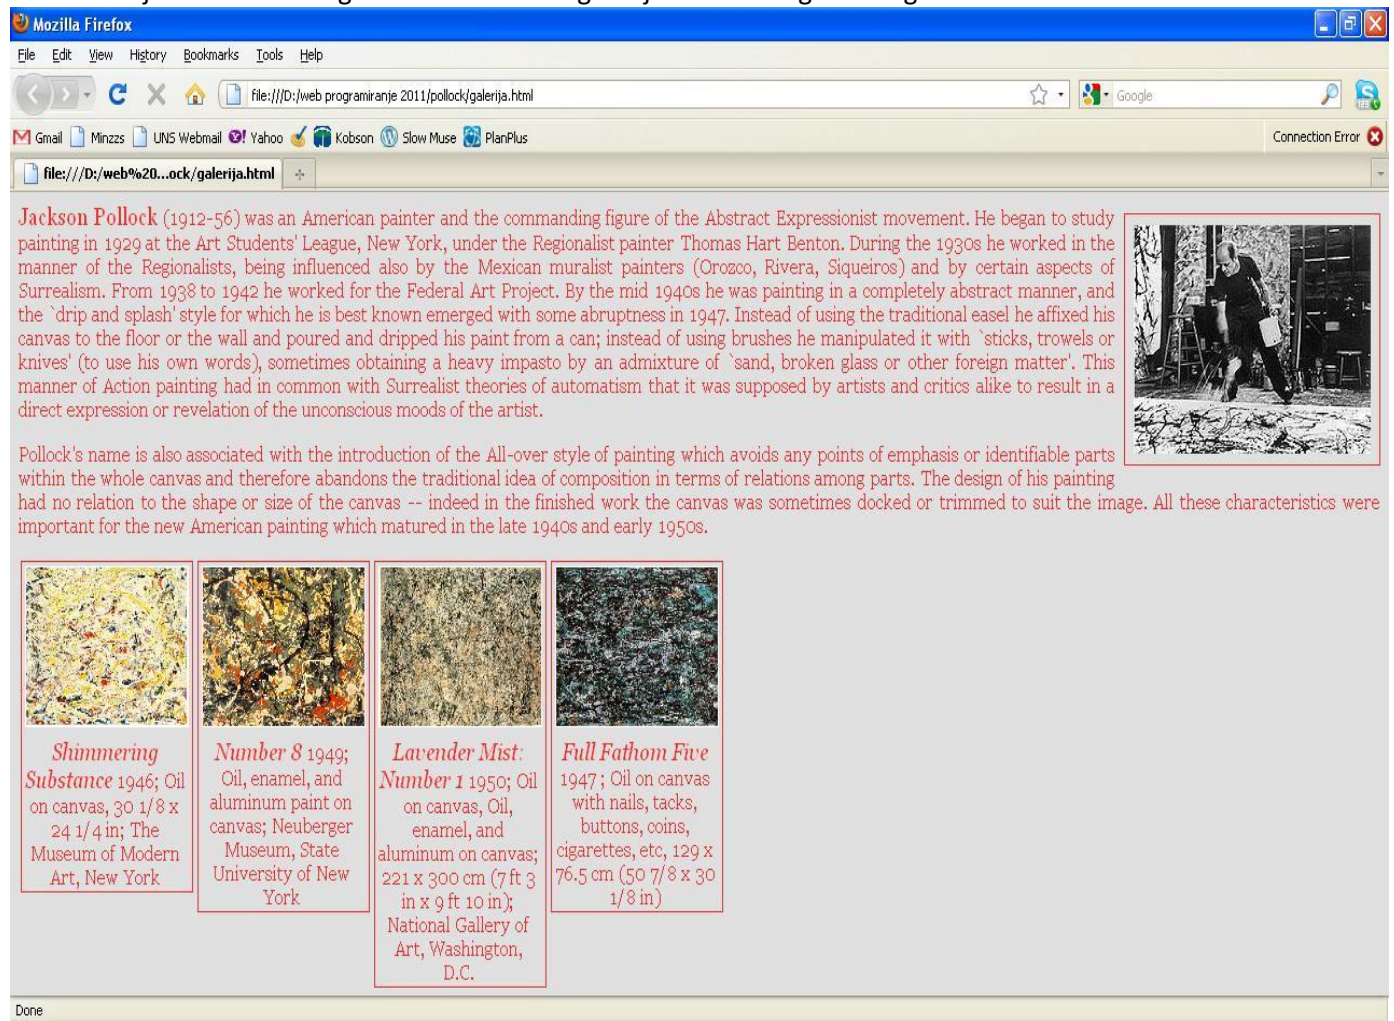 Mozilla Firefox
File Edit View History Bookmarks Tools Help
file:///D:/web programiranje 2011/pollock/galerija.html
Google
Gmail Minzzs UNS Webmail Yahoo Kobson Slow Muse PlanPlus Connection Error
file:///D:/web%20...ock/galerija.html
Jackson Pollock (1912-56) was an American painter and the commanding figure of the Abstract Expressionist movement. He began to study
painting in 1929 at the Art Students' League, New York, under the Regionalist painter Thomas Hart Benton. During the 1930s he worked in the
manner of the Regionalists, being influenced also by the Mexican muralist painters (Orozco, Rivera, Siqueiros) and by certain aspects of
Surrealism. From 1938 to 1942 he worked for the Federal Art Project. By the mid 1940s he was painting in a completely abstract manner, and
the `drip and splash' style for which he is best known emerged with some abruptness in 1947. Instead of using the traditional easel he affixed his
canvas to the floor or the wall and poured and dripped his paint from a can; instead of using brushes he manipulated it with `sticks, trowels or
knives' (to use his own words), sometimes obtaining a heavy impasto by an admixture of `sand, broken glass or other foreign matter'. This
manner of Action painting had in common with Surrealist theories of automatism that it was supposed by artists and critics alike to result in a
direct expression or revelation of the unconscious moods of the artist.
Pollock's name is also associated with the introduction of the All-over style of painting which avoids any points of emphasis or identifiable parts
within the whole canvas and therefore abandons the traditional idea of composition in terms of relations among parts. The design of his painting
had no relation to the shape or size of the canvas -- indeed in the finished work the canvas was sometimes docked or trimmed to suit the image. All these characteristics were
important for the new American painting which matured in the late 1940s and early 1950s.
Shimmering
Substance 1946; Oil
on canvas, 30 1/8 x
24 1/4 in; The
Museum of Modern
Art, New York
Number 8 1949;
Oil, enamel, and
aluminum paint on
canvas; Neuberger
Museum, State
University of New
York
Lavender Mist:
Number 1 1950; Oil
on canvas, Oil,
enamel, and
aluminum on canvas;
221 x 300 cm (7 ft 3
in x 9 ft 10 in);
National Gallery of
Art, Washington,
D.C.
Full Fathom Five
1947 ; Oil on canvas
with nails, tacks,
buttons, coins,
cigarettes, etc, 129 x
76.5 cm (50 7/8 x 30
1/8 in)
Done